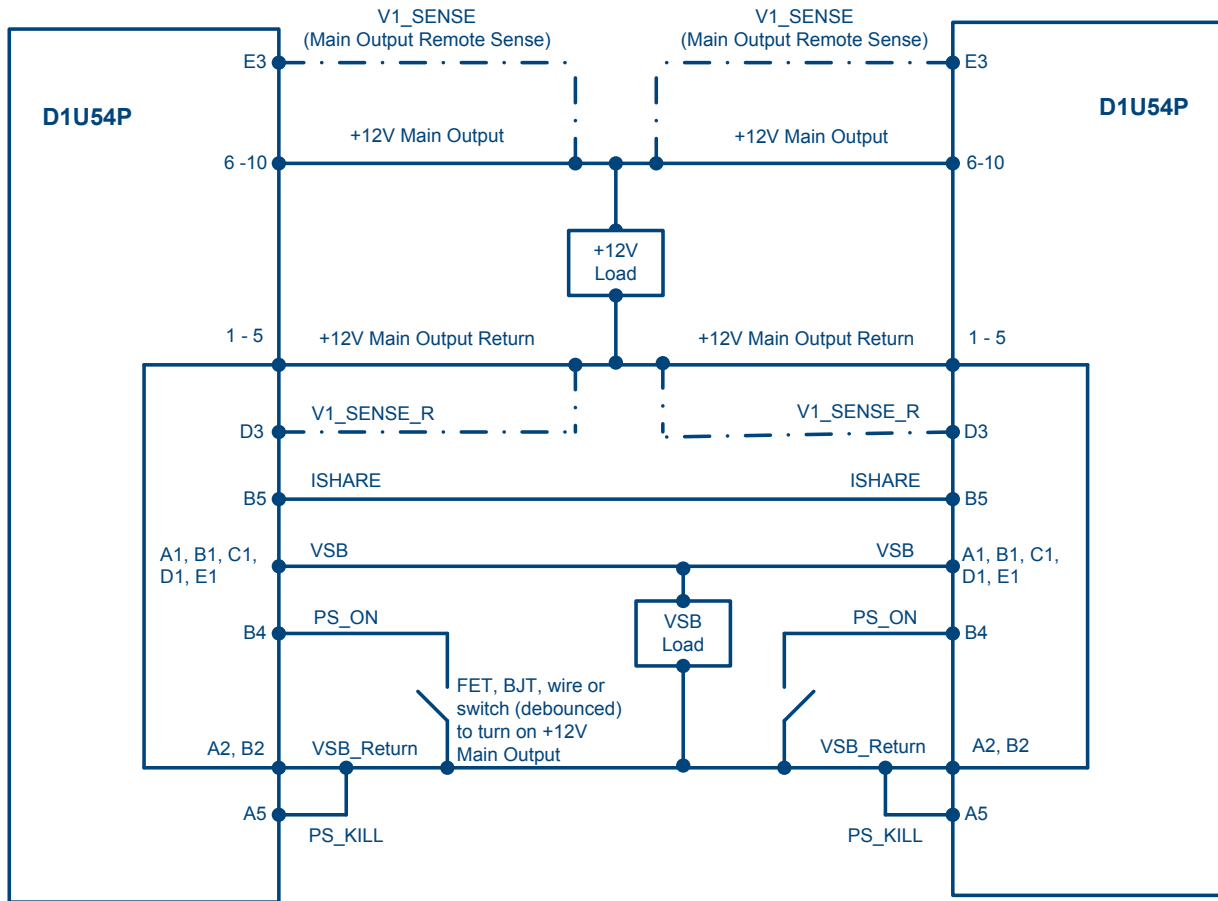 V1_SENSE
(Main Output Remote Sense)
V1_SENSE
(Main Output Remote Sense)
E3
E3
D1U54P
D1U54P
+12V Main Output
+12V Main Output
6 -10
6-10
+12V
Load
1 - 5
+12V Main Output Return
+12V Main Output Return
1 - 5
V1_SENSE_R
V1_SENSE_R
D3
D3
ISHARE
ISHARE
B5
B5
A1, B1, C1,
D1, E1
VSB
VSB
A1, B1, C1,
D1, E1
VSB
Load
PS_ON
PS_ON
B4
B4
FET, BJT, wire or
switch (debounced)
to turn on +12V
Main Output
A2, B2
VSB_Return
VSB_Return
A2, B2
A5
A5
PS_KILL
PS_KILL